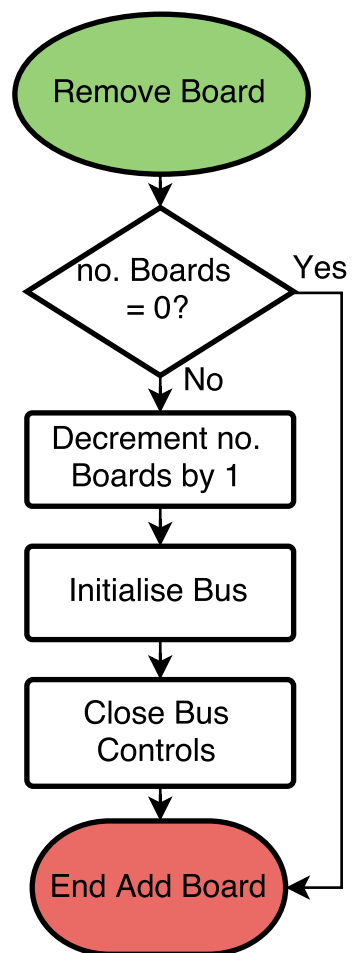 Remove Board
no. Boards
= 0?
Yes
No
Decrement no.
Boards by 1
Initialise Bus
Close Bus
Controls
End Add Board